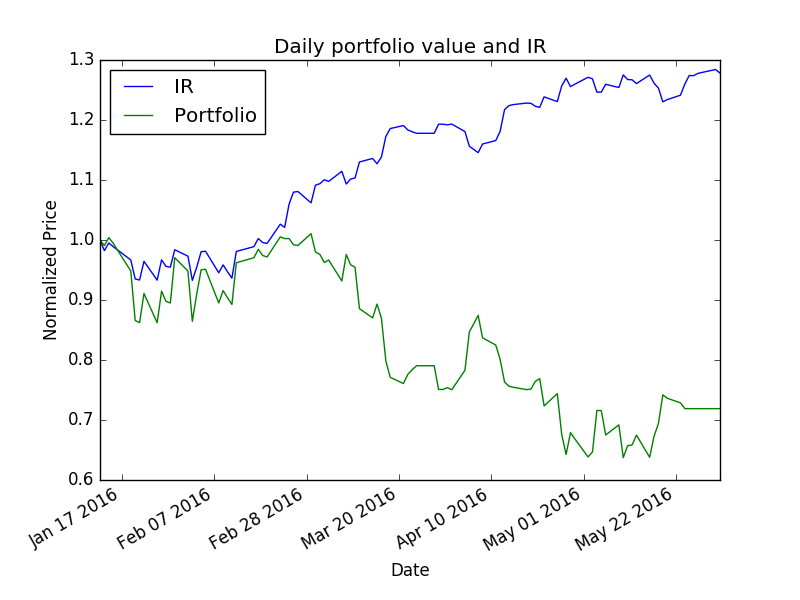 Daily portfolio value and IR
IR
Portfolio
1.3
1.2
1.1
1.0
0.9
0.8
0.7
0.6
Normalized Price
Jan 17 2016
Feb 07 2016
Feb 28 2016
Mar 20 2016
Apr 10 2016
May 01 2016
May 22 2016
Date